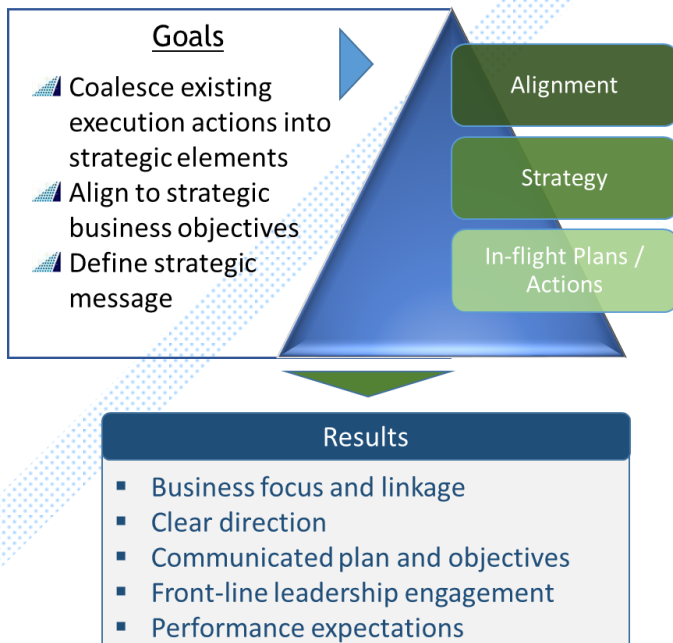 Goals
Coalesce existing
execution actions into
strategic elements
Align to strategic
business objectives
Define strategic
message
Alignment
Strategy
In-flight Plans /
Actions
Results
▪ Business focus and linkage
▪ Clear direction
▪ Communicated plan and objectives
▪ Front-line leadership engagement
▪ Performance expectations